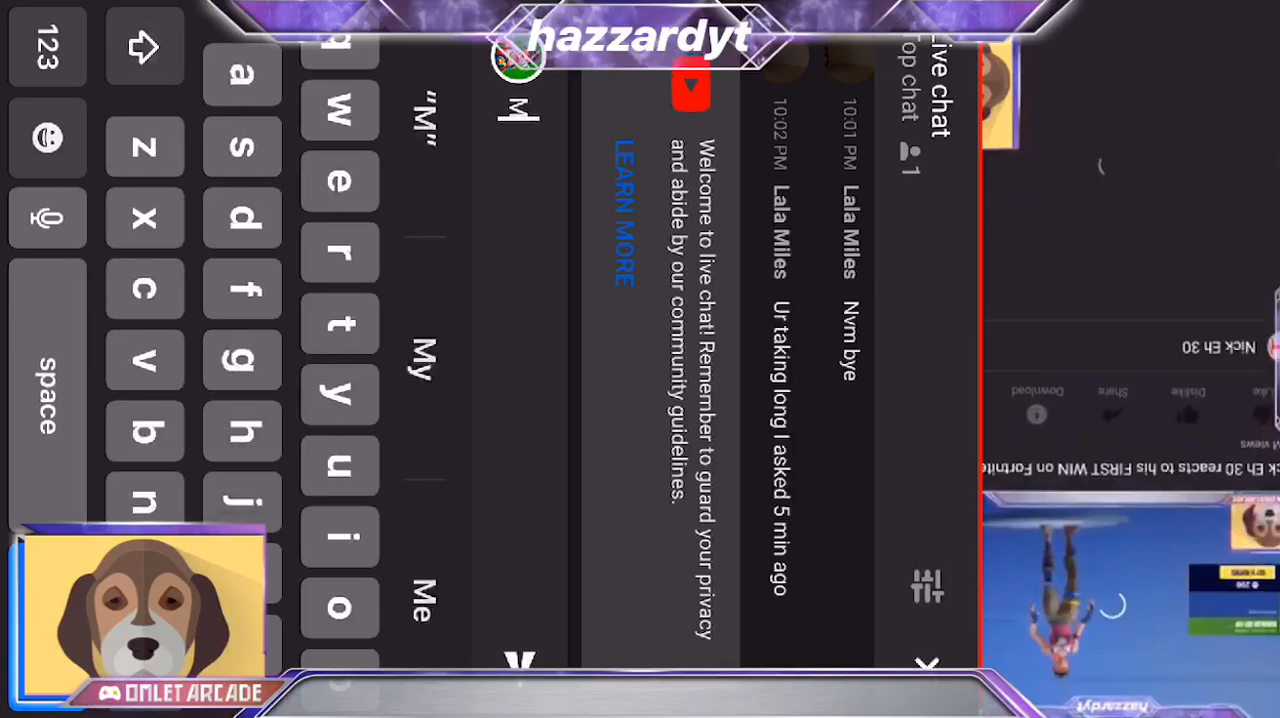 hazzardyt
Live chat
Top chat 1
10:01 PM Lala Miles Nvm bye
10:02 PM Lala Miles Ur taking long I asked 5 min ago
Welcome to live chat! Remember to guard your privacy
and abide by our community guidelines.
LEARN MORE
M
"M" My Me
q w e r t y u i o
a s d f g h j
z x c v b n
123 space
OMLET ARCADE
Nick Eh 30
Dislike Share Download
views
Eh 30 reacts to his FIRST WIN on Fortnite
hazzardyt